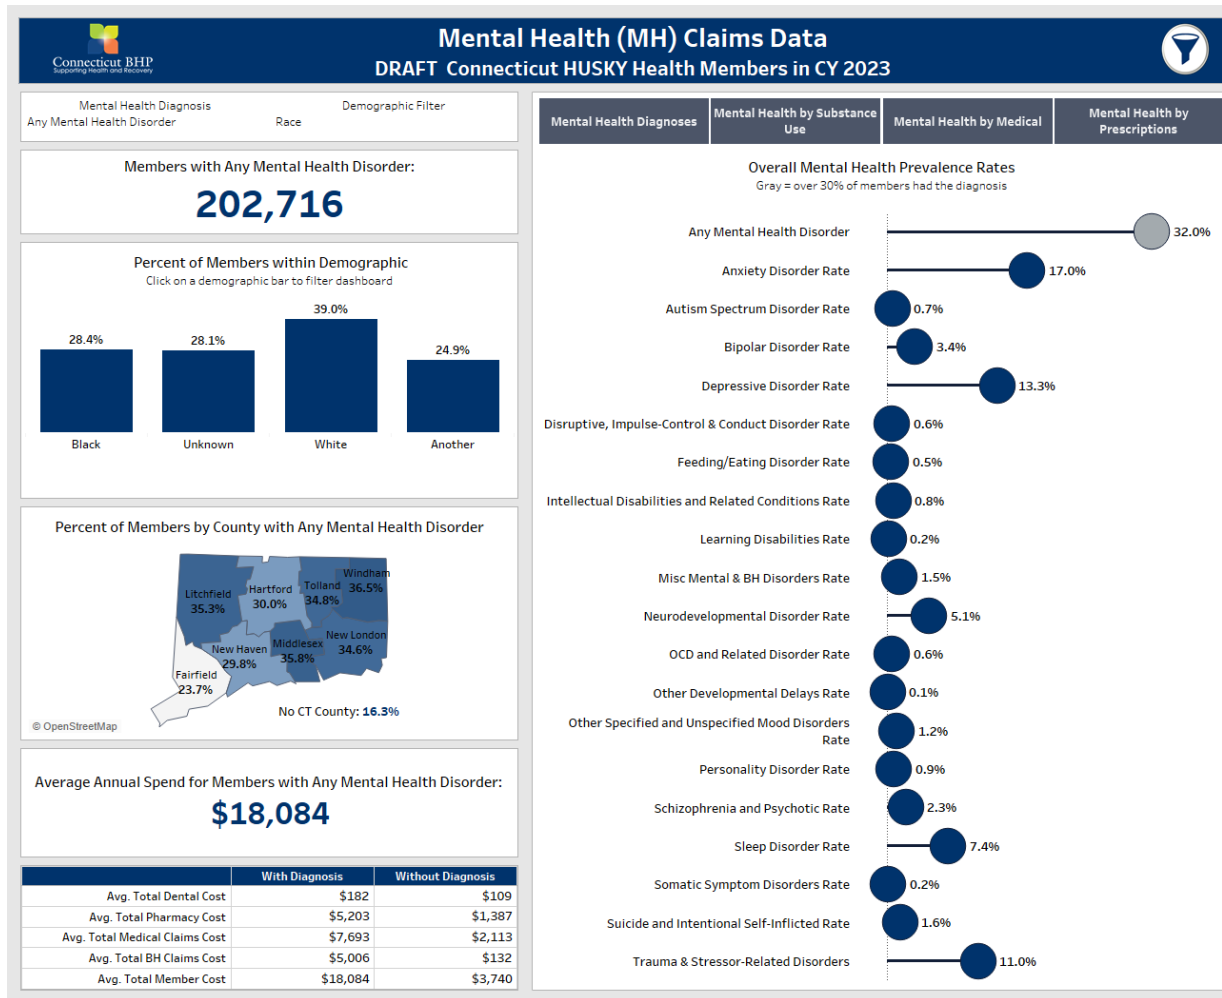 Connecticut BHP
Supporting Health and Recovery
Mental Health (MH) Claims Data
DRAFT Connecticut HUSKY Health Members in CY 2023
Mental Health Diagnosis
Any Mental Health Disorder
Demographic Filter
Race
Members with Any Mental Health Disorder:
202,716
Percent of Members within Demographic
Click on a demographic bar to filter dashboard
28.4% 28.1% 39.0% 24.9%
Black Unknown White Another
Percent of Members by County with Any Mental Health Disorder
Litchfield
35.3%
Hartford
30.0%
Tolland
34.8%
Windham
36.5%
New Haven
29.8%
Middlesex
35.8%
New London
34.6%
Fairfield
23.7%
No CT County: 16.3%
© OpenStreetMap
Average Annual Spend for Members with Any Mental Health Disorder:
$18,084
With Diagnosis Without Diagnosis
Avg. Total Dental Cost $182 $109
Avg. Total Pharmacy Cost $5,203 $1,387
Avg. Total Medical Claims Cost $7,693 $2,113
Avg. Total BH Claims Cost $5,006 $132
Avg. Total Member Cost $18,084 $3,740
Mental Health Diagnoses
Mental Health by Substance
Use
Mental Health by Medical
Mental Health by
Prescriptions
Overall Mental Health Prevalence Rates
Gray = over 30% of members had the diagnosis
Any Mental Health Disorder 32.0%
Anxiety Disorder Rate 17.0%
Autism Spectrum Disorder Rate 0.7%
Bipolar Disorder Rate 3.4%
Depressive Disorder Rate 13.3%
Disruptive, Impulse-Control & Conduct Disorder Rate 0.6%
Feeding/Eating Disorder Rate 0.5%
Intellectual Disabilities and Related Conditions Rate 0.8%
Learning Disabilities Rate 0.2%
Misc Mental & BH Disorders Rate 1.5%
Neurodevelopmental Disorder Rate 5.1%
OCD and Related Disorder Rate 0.6%
Other Developmental Delays Rate 0.1%
Other Specified and Unspecified Mood Disorders
Rate 1.2%
Personality Disorder Rate 0.9%
Schizophrenia and Psychotic Rate 2.3%
Sleep Disorder Rate 7.4%
Somatic Symptom Disorders Rate 0.2%
Suicide and Intentional Self-Inflicted Rate 1.6%
Trauma & Stressor-Related Disorders 11.0%